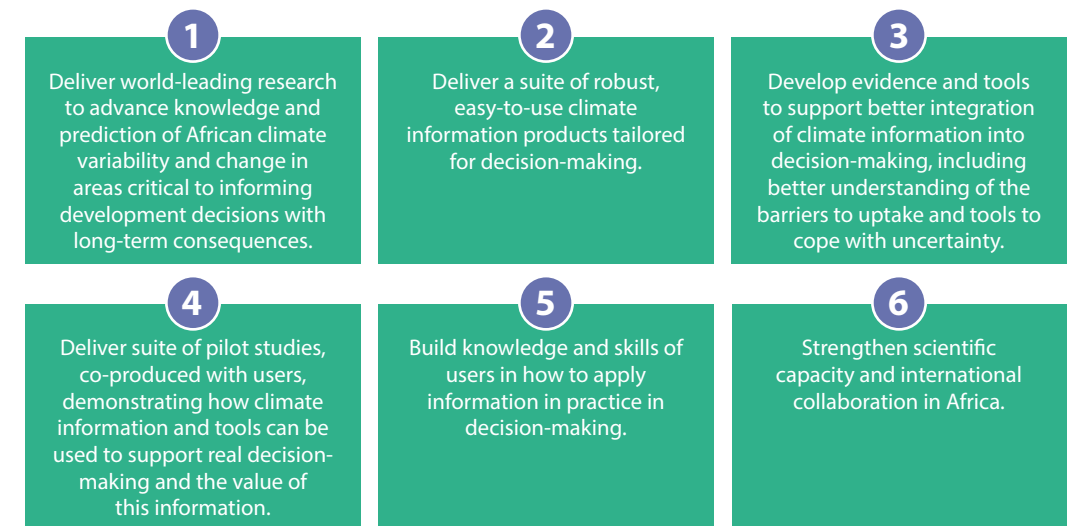 1
Deliver world-leading research
to advance knowledge and
prediction of African climate
variability and change in
areas critical to informing
development decisions with
long-term consequences.
2
Deliver a suite of robust,
easy-to-use climate
information products tailored
for decision-making.
3
Develop evidence and tools
to support better integration
of climate information into
decision-making, including
better understanding of the
barriers to uptake and tools to
cope with uncertainty.
4
Deliver suite of pilot studies,
co-produced with users,
demonstrating how climate
information and tools can be
used to support real decision-
making and the value of
this information.
5
Build knowledge and skills of
users in how to apply
information in practice in
decision-making.
6
Strengthen scientific
capacity and international
collaboration in Africa.